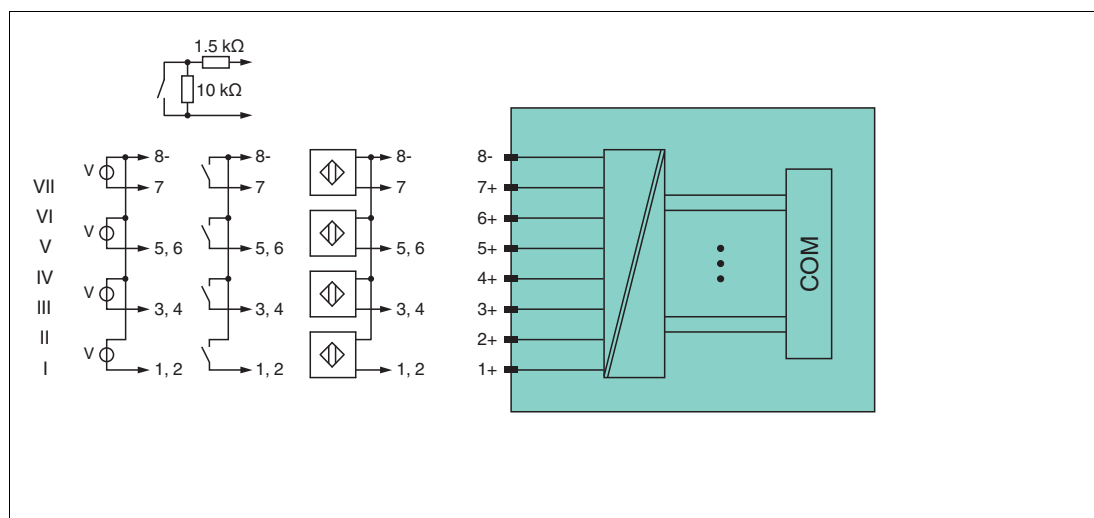 1.5 kΩ
10 kΩ
V 8- 8- 8- 8-
VII 7 7 7 7+
VI 6+
V V 5, 6 5, 6 5, 6 5+
IV 4+
V
III 3, 4 3, 4 3, 4 3+
II 2+
V
I 1, 2 1, 2 1, 2 1+
COM